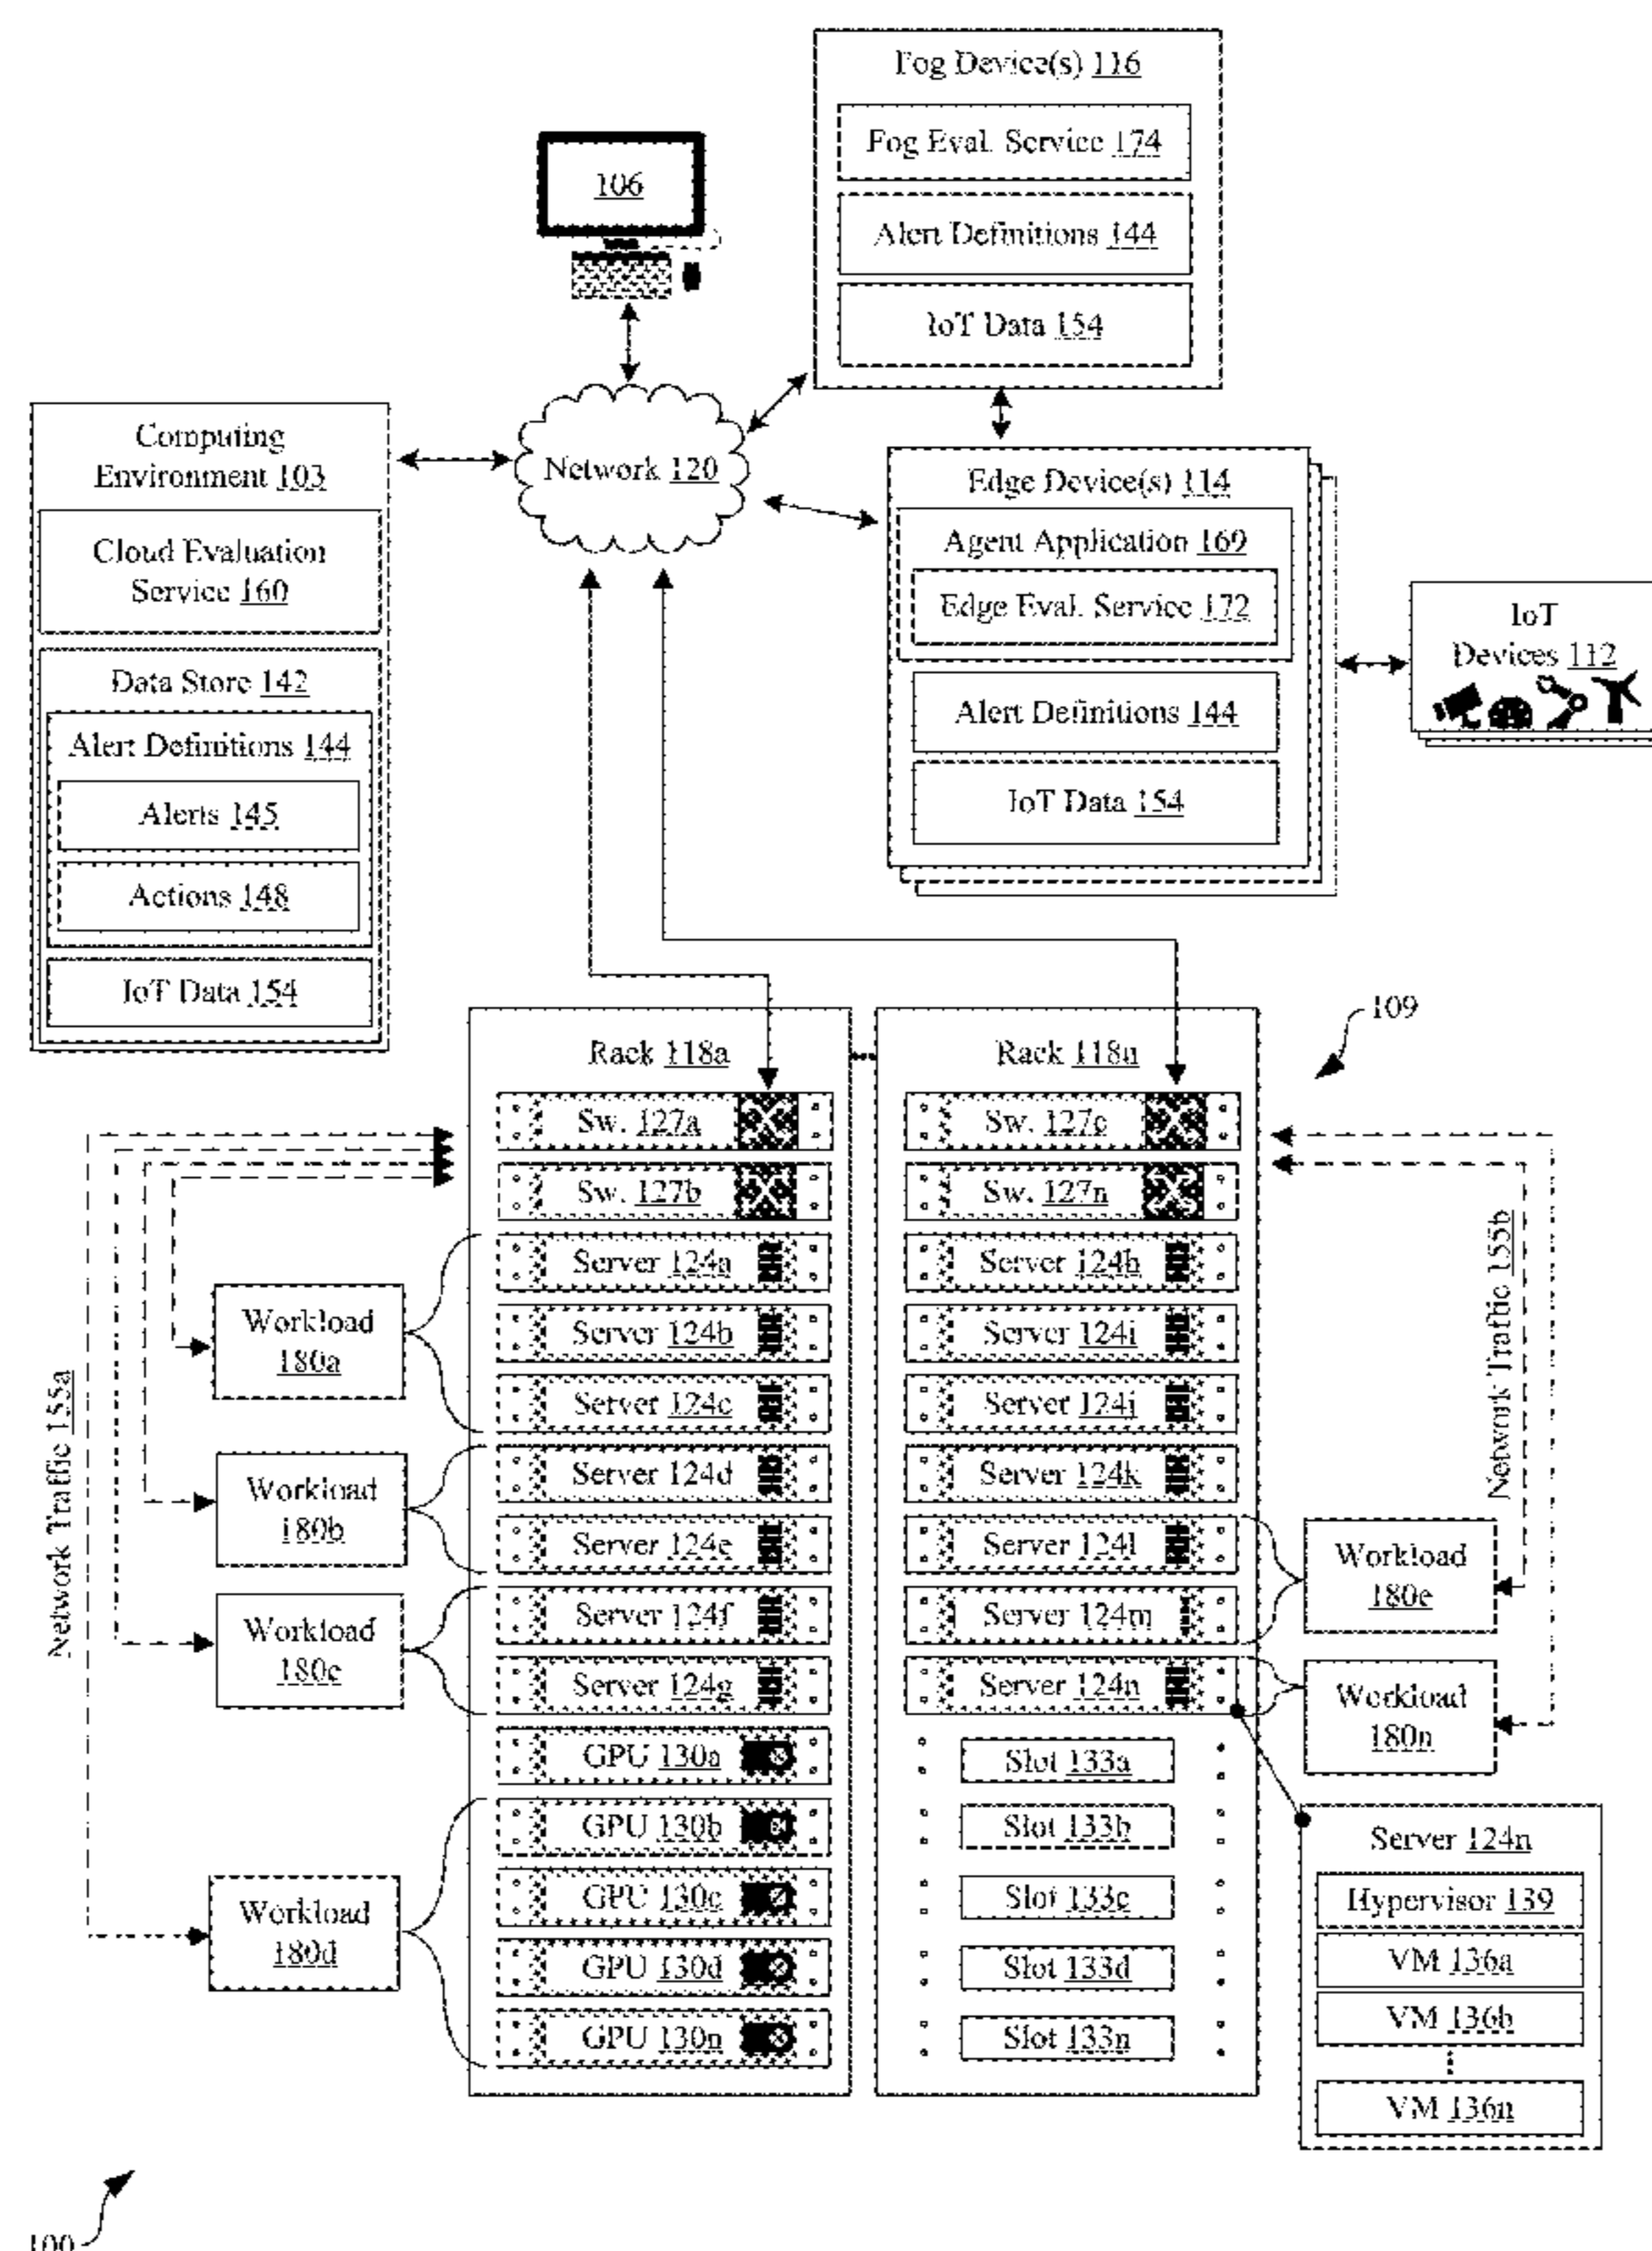 Fog Device(s) 116
Fog Eval. Service 174
Alert Definitions 144
IoT Data 154
106
Network 120
Computing
Environment 103
Cloud Evaluation
Service 160
Data Store 142
Alert Definitions 144
Alerts 145
Actions 148
IoT Data 154
Edge Device(s) 114
Agent Application 169
Edge Eval. Service 172
Alert Definitions 144
IoT Data 154
IoT
Devices 112
109
Rack 118a
Sw. 127a
Sw. 127b
Server 124a
Server 124b
Server 124c
Server 124d
Server 124e
Server 124f
Server 124g
GPU 130a
GPU 130b
GPU 130c
GPU 130d
GPU 130n
Rack 118n
Sw. 127c
Sw. 127n
Server 124h
Server 124i
Server 124j
Server 124k
Server 124l
Server 124m
Server 124n
Slot 133a
Slot 133b
Slot 133c
Slot 133d
Slot 133n
Network Traffic 155a
Workload
180a
Workload
180b
Workload
180c
Workload
180d
Network Traffic 155b
Workload
180e
Workload
180n
Server 124n
Hypervisor 139
VM 136a
VM 136b
VM 136n
100